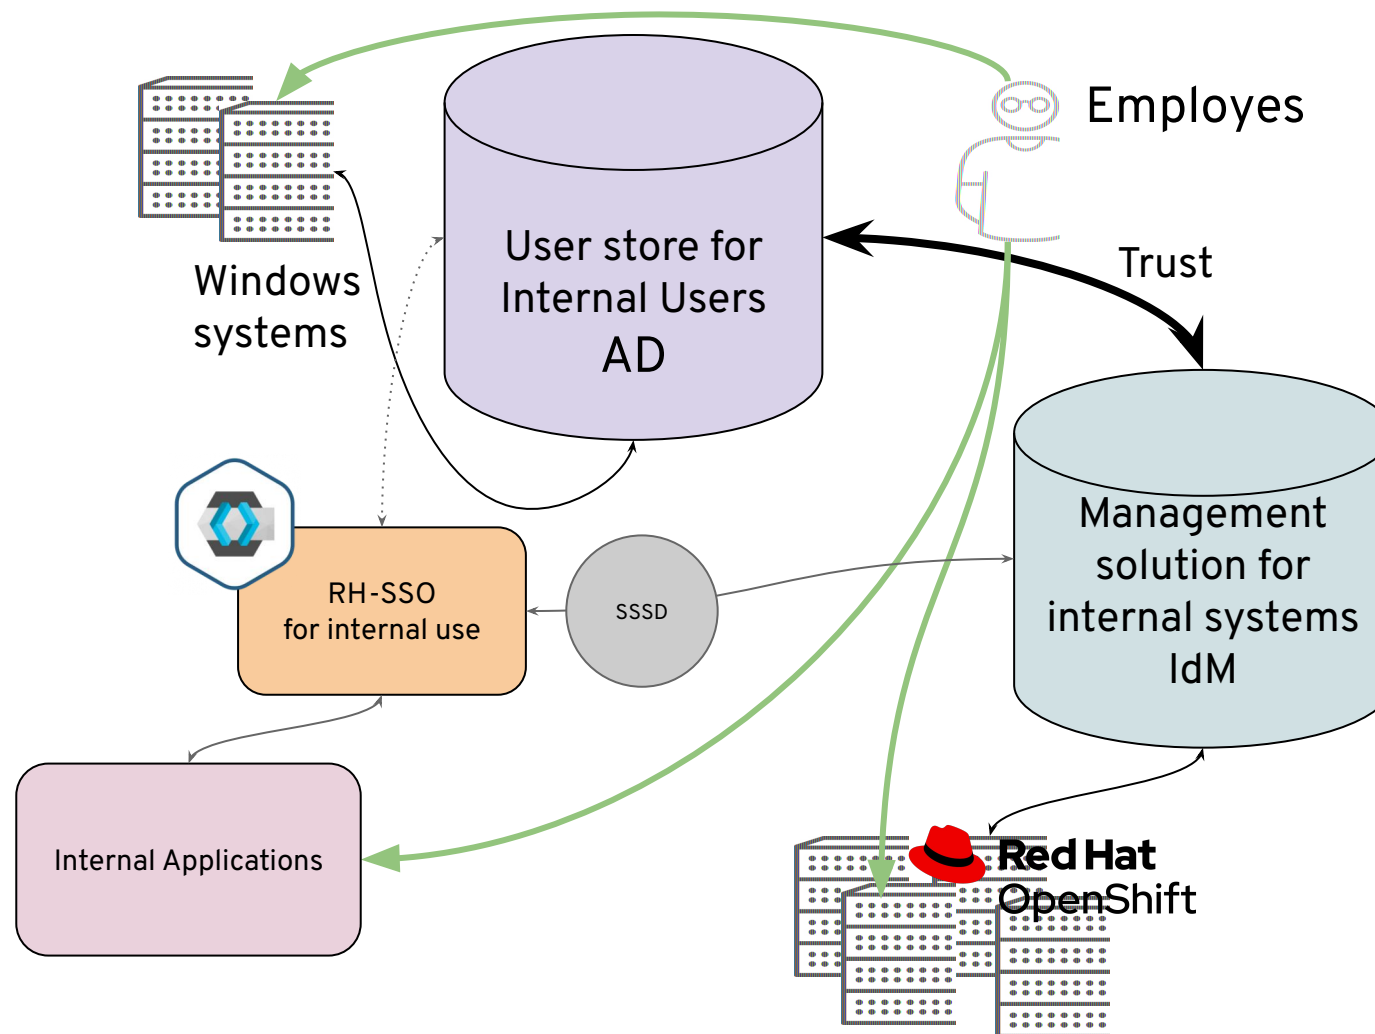 Employes
User store for
Internal Users
AD
Trust
Windows
systems
Management
solution for
internal systems
IdM
RH-SSO
for internal use
SSSD
Internal Applications
Red Hat
OpenShift